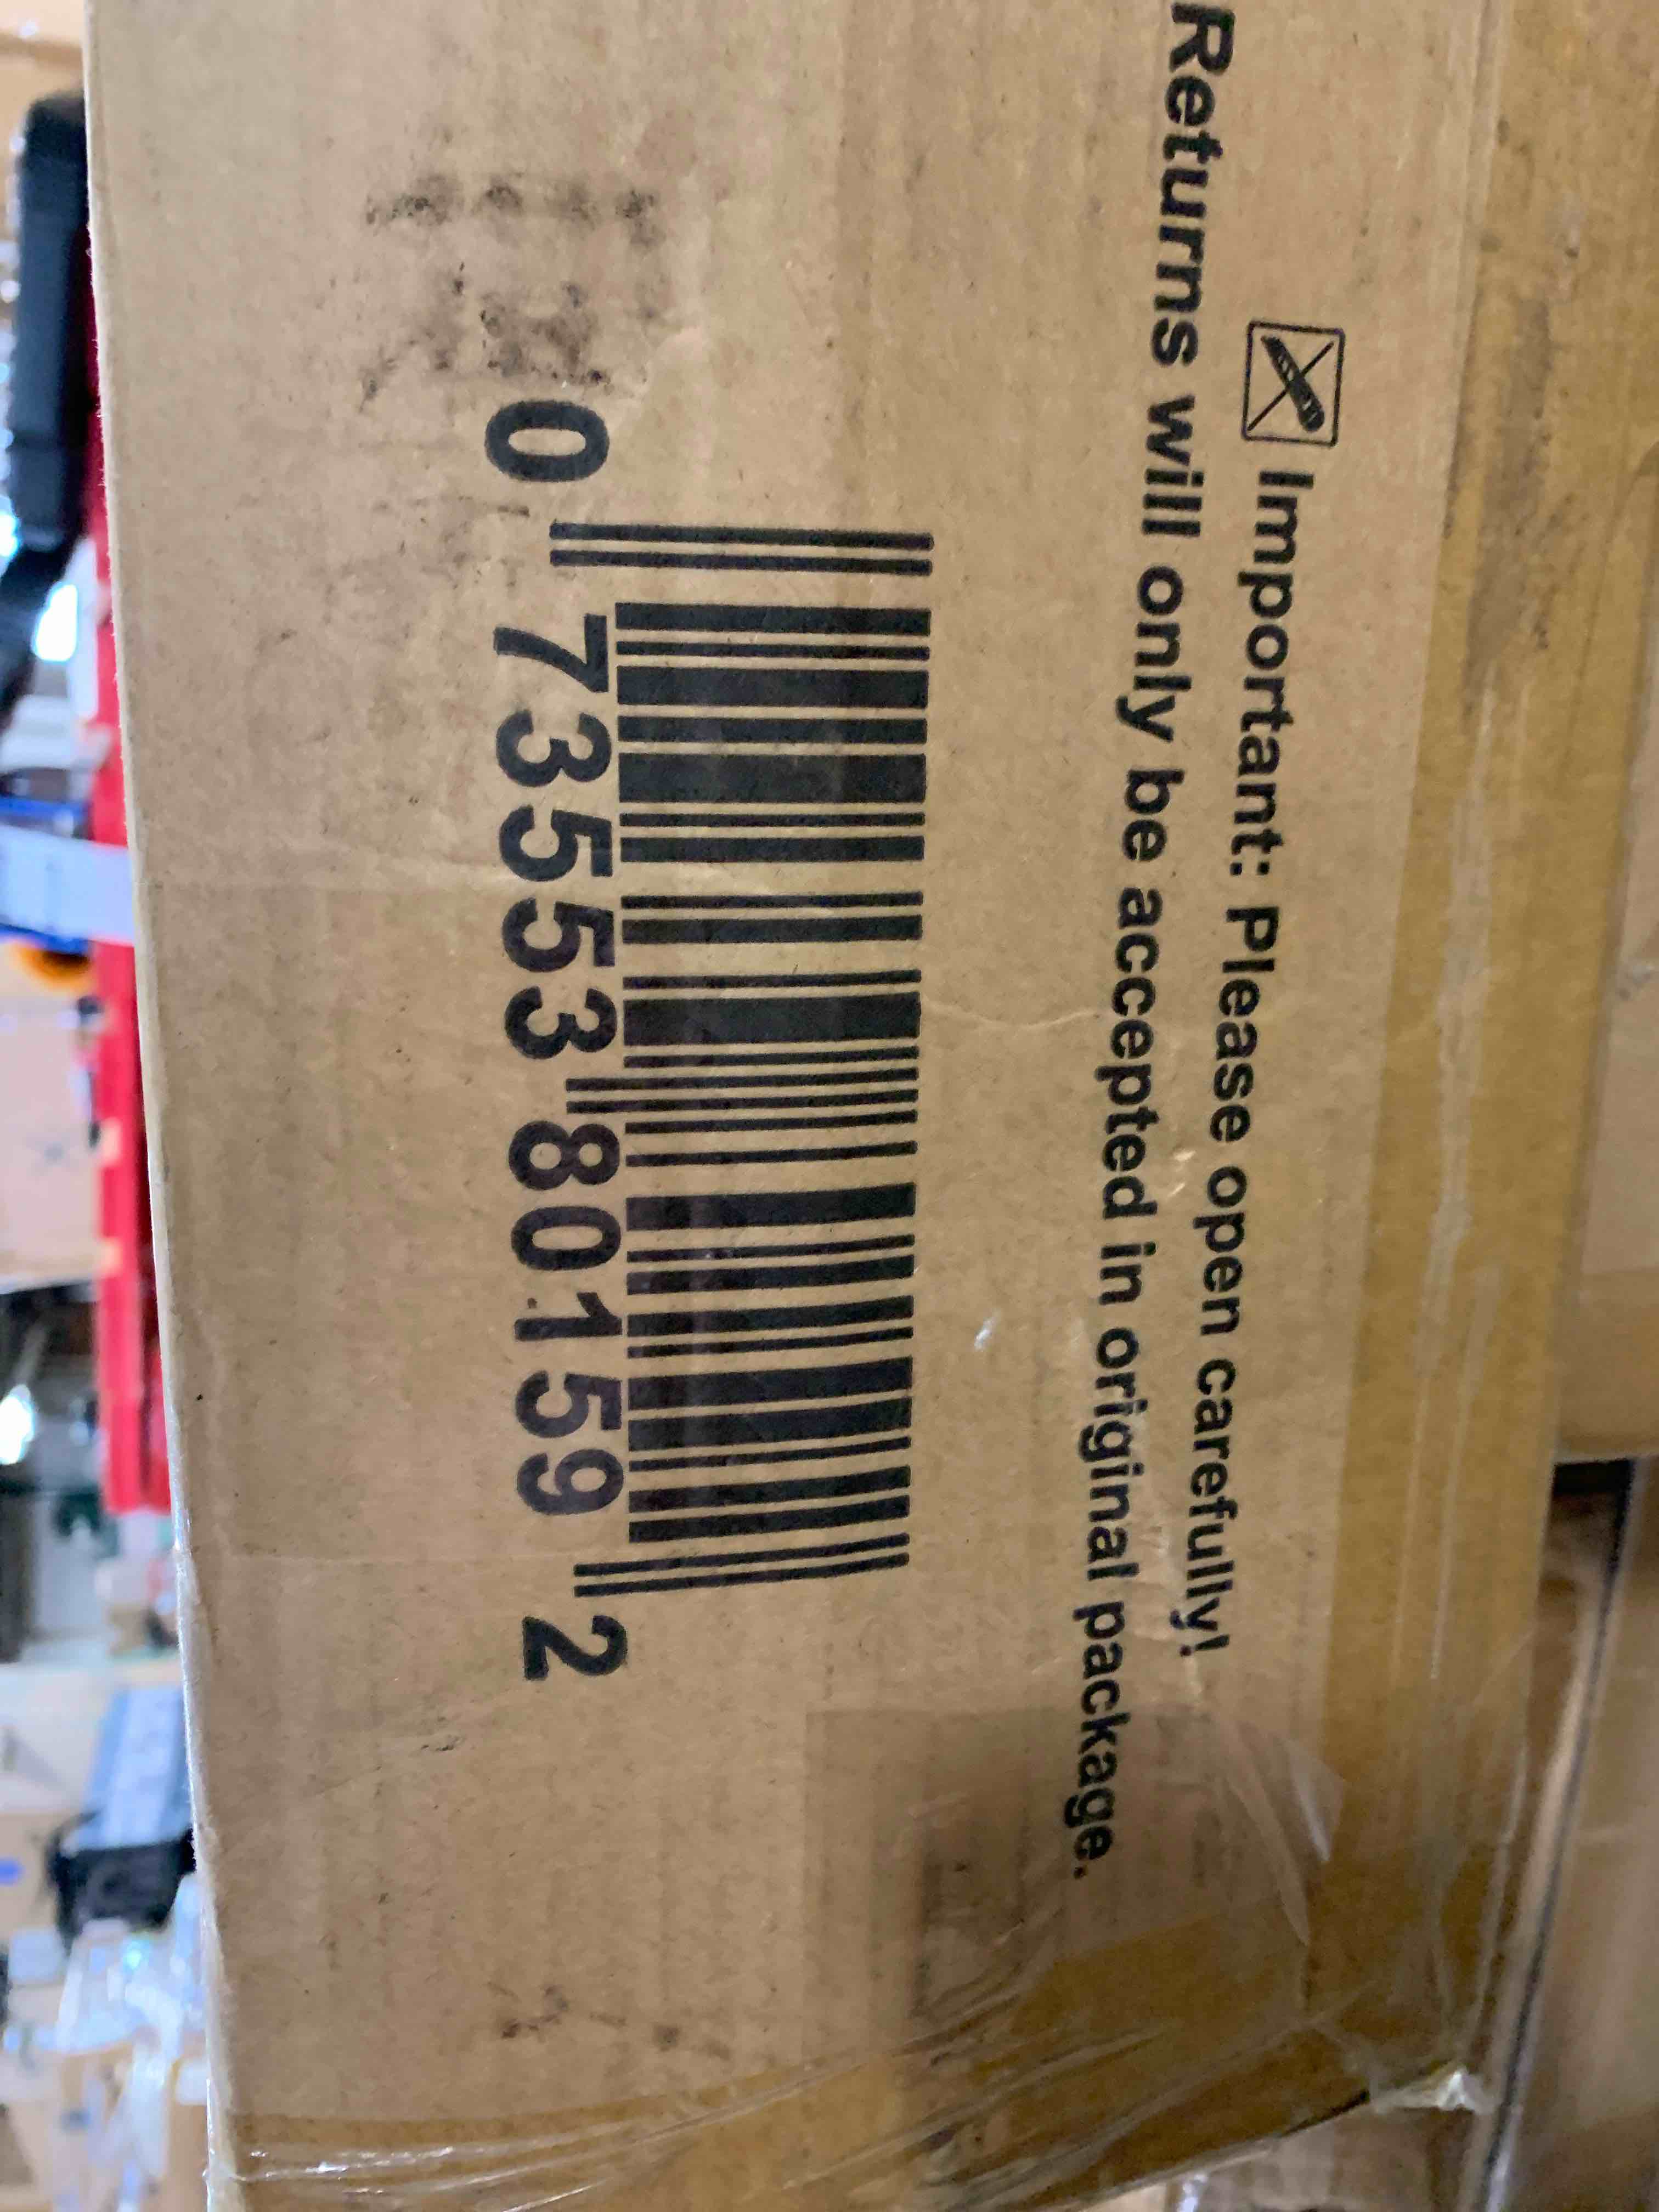 Important: Please open carefully!
Returns will only be accepted in original package.
0 73553 80159 2